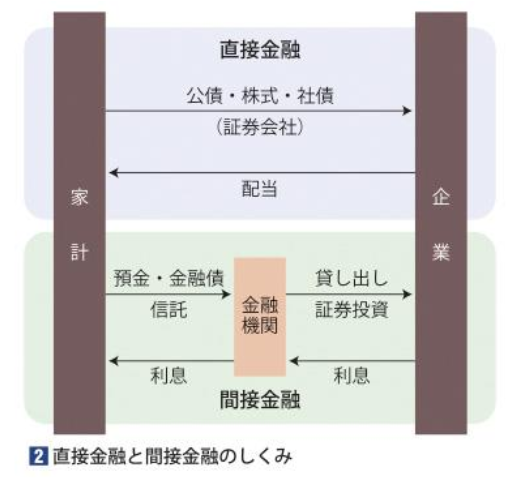 直接金融
公債・株式・社債
（証券会社）
配当
家計
企業
預金・金融債
信託
金融
機関
貸し出し
証券投資
利息
利息
間接金融
2 直接金融と間接金融のしくみ